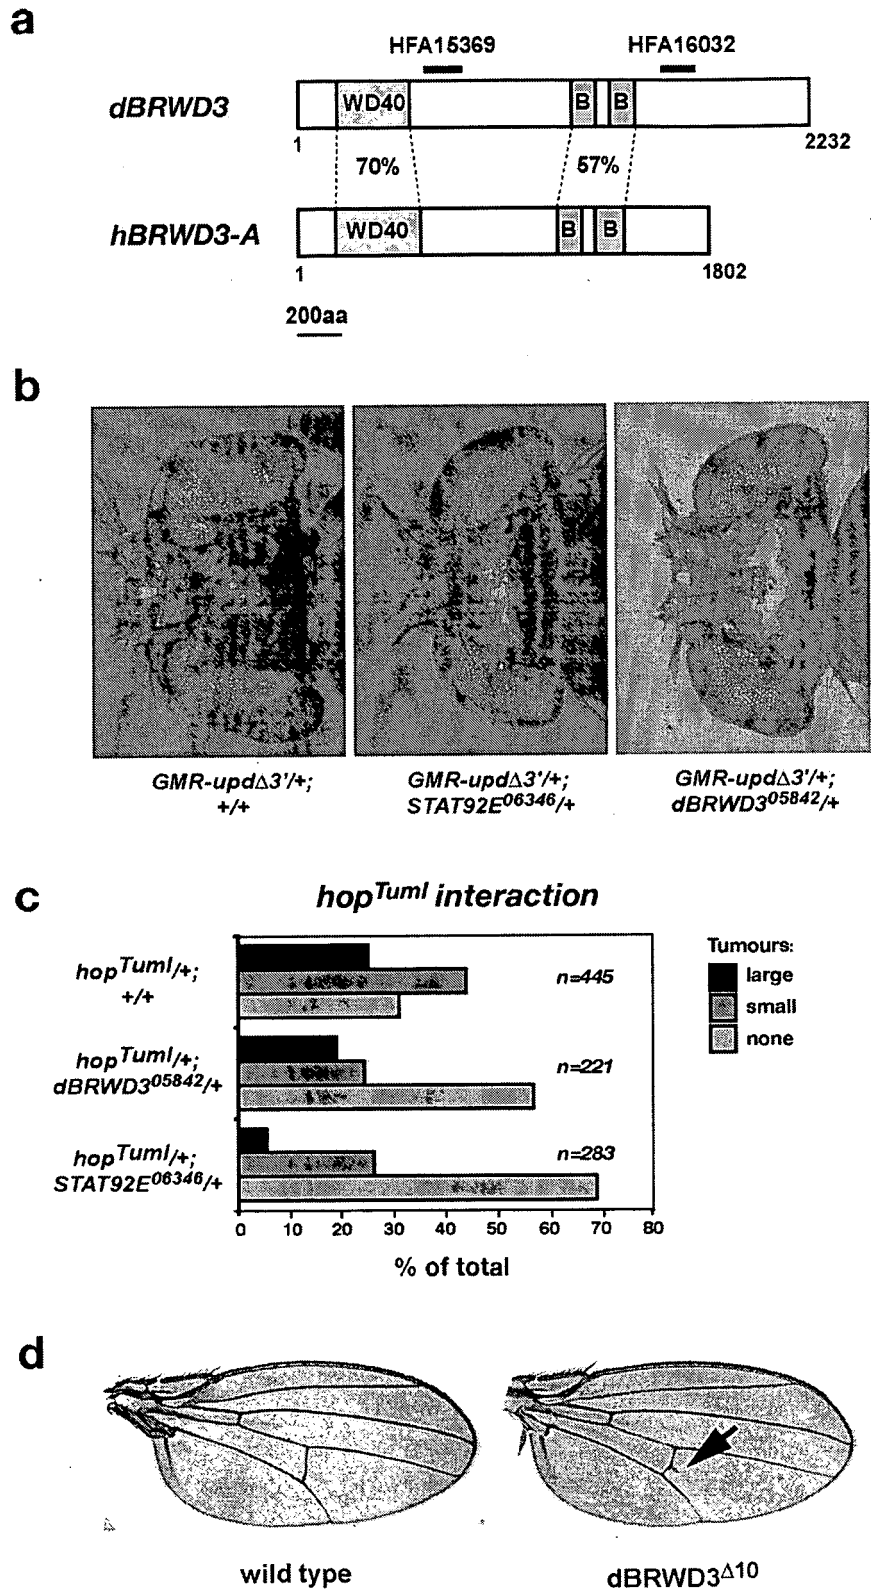 a
HFA15369 HFA16032
dBRWD3 WD40 B B
1 2232
70% 57%
hBRWD3-A WD40 B B
1 1802
200aa
b
GMR-updΔ3'/+; +/+
GMR-updΔ3'/+; STAT92E06346/+
GMR-updΔ3'/+; dBRWD305842/+
c
hopTuml interaction
hopTuml/+; +/+
n=445
hopTuml/+; dBRWD305842/+
n=221
hopTuml/+; STAT92E06346/+
n=283
Tumours:
large
small
none
0 10 20 30 40 50 60 70 80
% of total
d
wild type dBRWD3Δ10